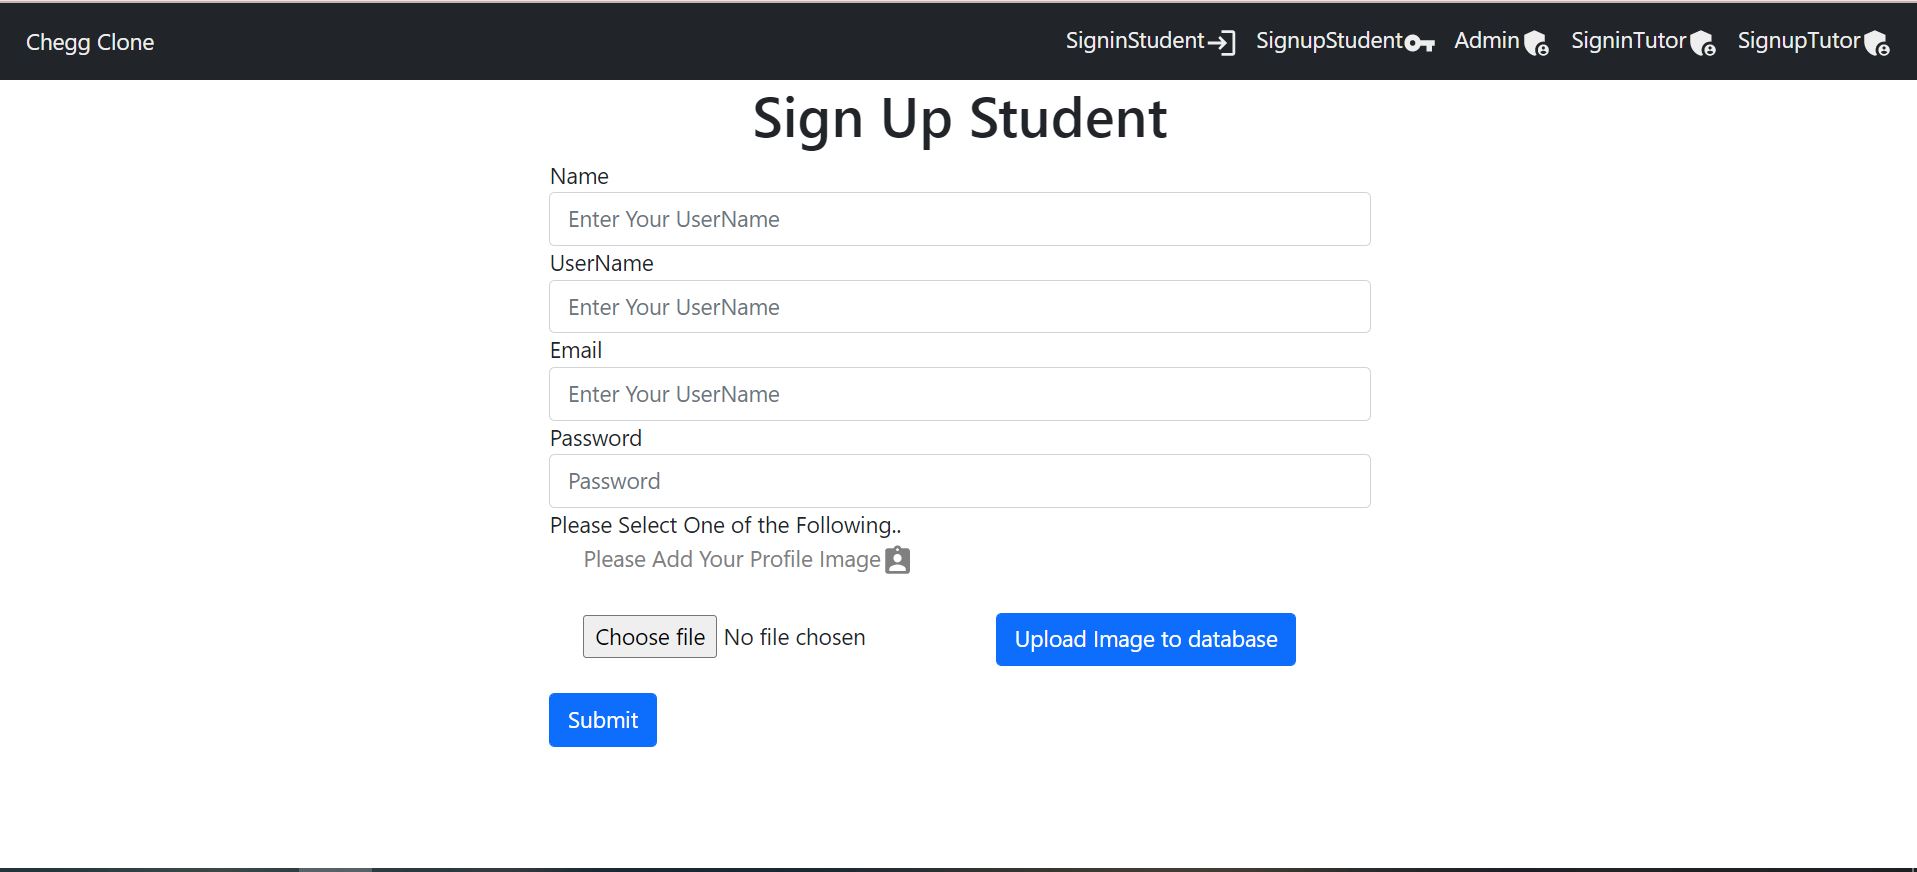 Chegg Clone SigninStudent SignupStudent Admin SigninTutor SignupTutor
Sign Up Student
Name
Enter Your UserName
UserName
Enter Your UserName
Email
Enter Your UserName
Password
Password
Please Select One of the Following..
Please Add Your Profile Image
Choose file No file chosen Upload Image to database
Submit